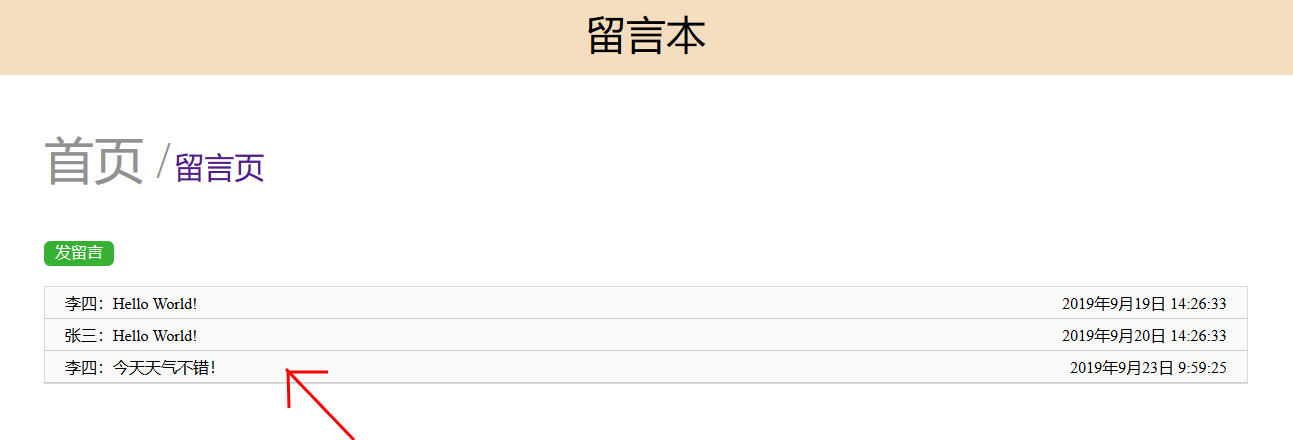 留言本
首页 /留言页
发留言
李四：Hello World! 2019年9月19日 14:26:33
张三：Hello World! 2019年9月20日 14:26:33
李四：今天天气不错！ 2019年9月23日 9:59:25